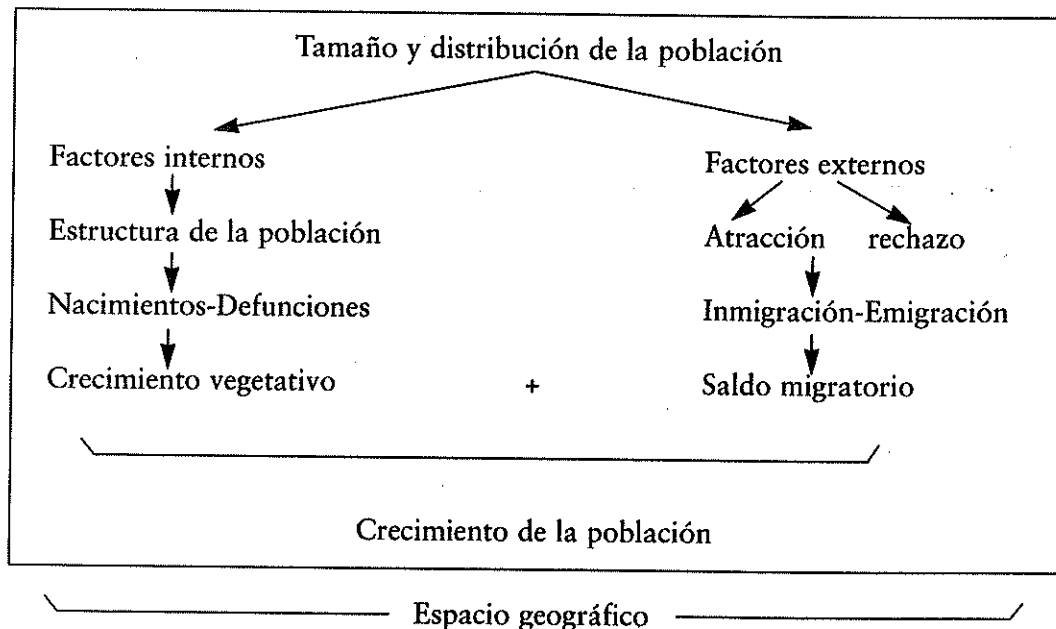 Tamaño y distribución de la población
Factores internos
Factores externos
Estructura de la población
Atracción rechazo
Nacimientos-Defunciones
Inmigración-Emigración
Crecimiento vegetativo + Saldo migratorio
Crecimiento de la población
Espacio geográfico